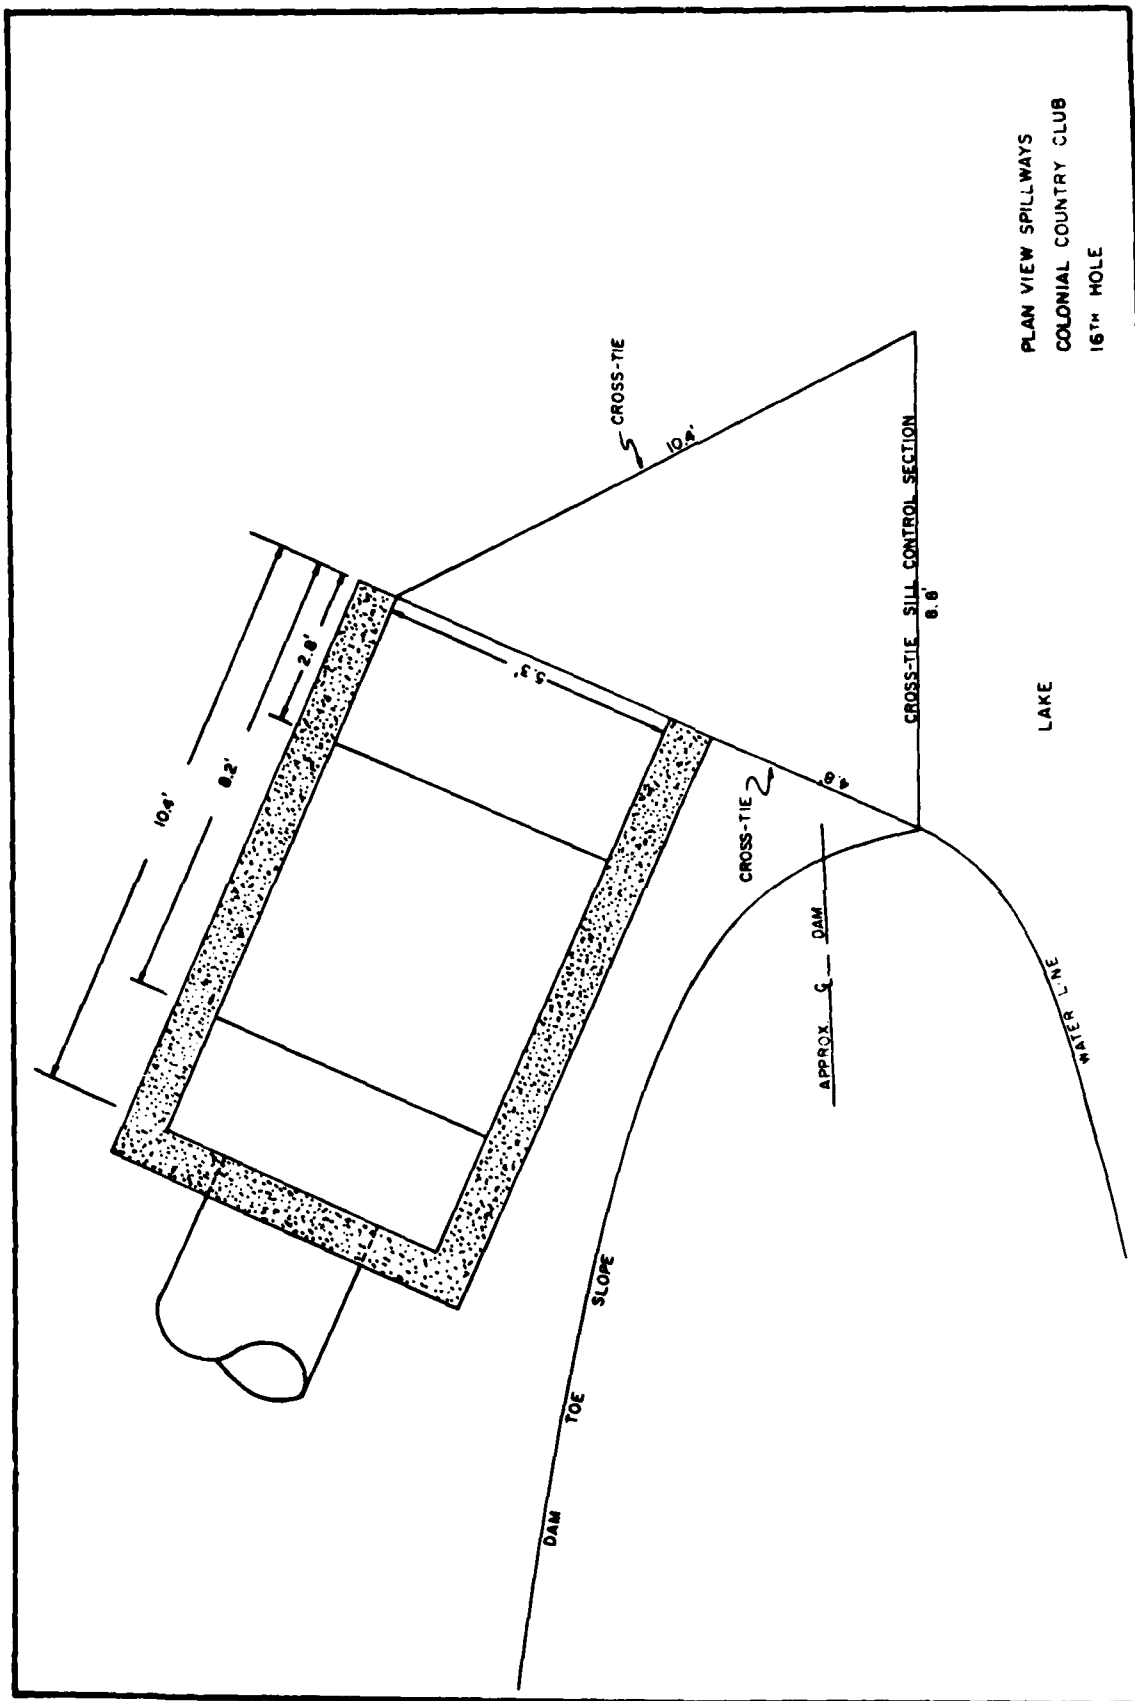 PLAN VIEW SPILLWAYS
COLONIAL COUNTRY CLUB
16TH HOLE
10.4'
8.2'
2.8'
5.3'
CROSS-TIE
10.4'
CROSS-TIE
4.8'
CROSS-TIE SILL CONTROL SECTION
8.8'
LAKE
APPROX ℄ DAM
WATER LINE
DAM TOE SLOPE